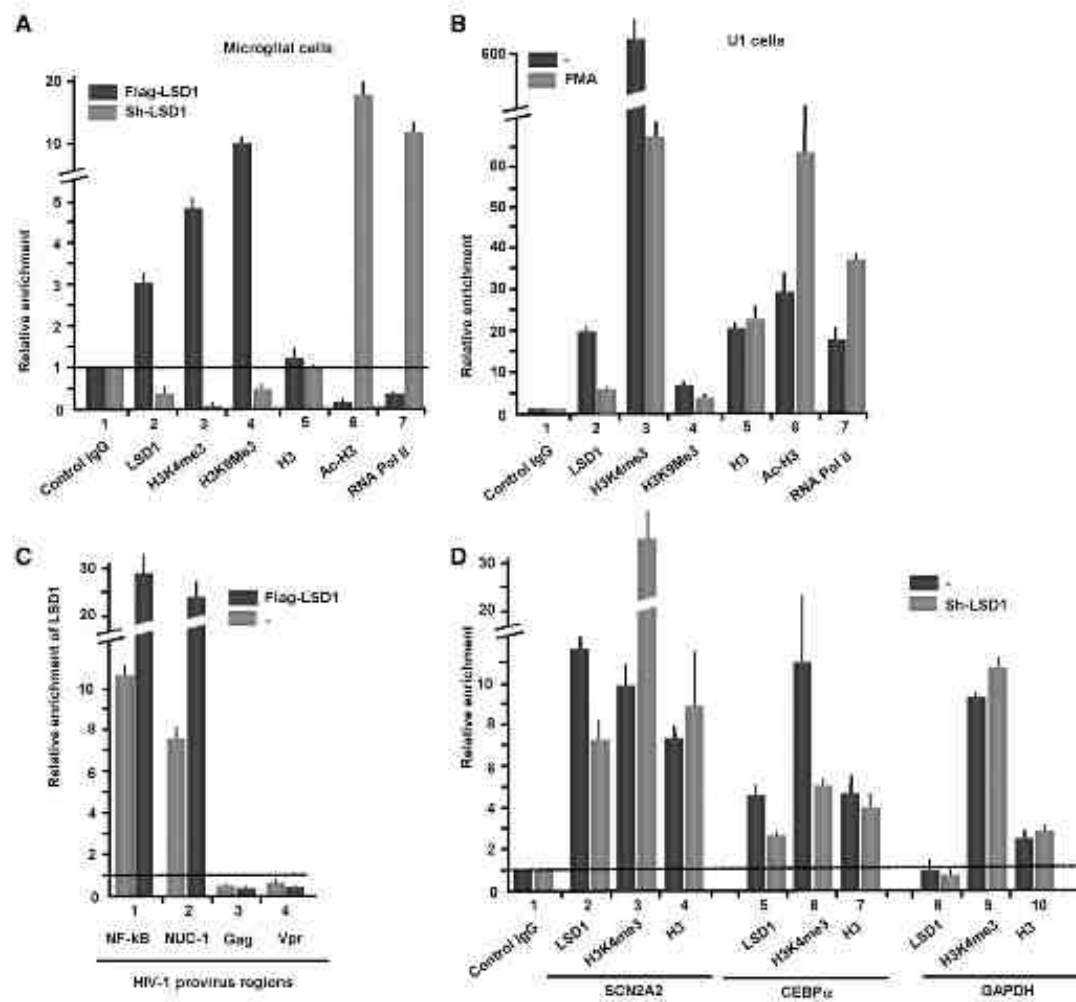 A
Microglial cells
Flag-LSD1
Sh-LSD1
Relative enrichment
20
10
5
4
3
2
1
0
1 2 3 4 5 6 7
Control IgG
LSD1
H3K4me3
H3K9Me3
H3
Ac-H3
RNA Pol II
B
U1 cells
-
PMA
Relative enrichment
600
60
50
40
30
20
10
0
1 2 3 4 5 6 7
Control IgG
LSD1
H3K4me3
H3K9Me3
H3
Ac-H3
RNA Pol II
C
Flag-LSD1
-
Relative enrichment of LSD1
30
20
10
8
6
4
2
0
1 2 3 4
NF-kB NUC-1 Gag Vpr
HIV-1 provirus regions
D
-
Sh-LSD1
Relative enrichment
30
20
10
8
6
4
2
0
1 2 3 4 5 6 7 8 9 10
Control IgG
LSD1
H3K4me3
H3
LSD1
H3K4me3
H3
LSD1
H3K4me3
H3
SCN2A2
CEBPα
GAPDH